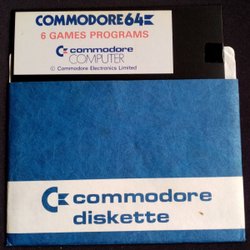 COMMODORE 64
6 GAMES PROGRAMS
commodore
COMPUTER
© Commodore Electronics Limited
commodore
diskette